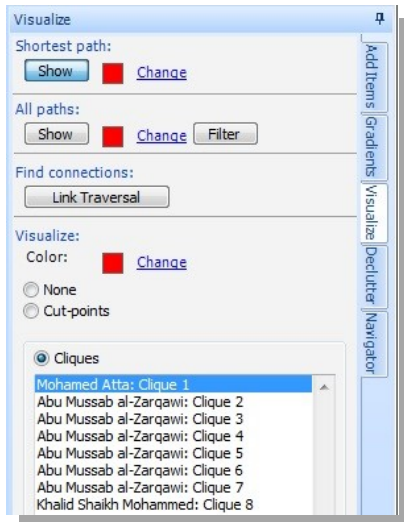 Visualize
Shortest path:
Show Change
All paths:
Show Change Filter
Find connections:
Link Traversal
Visualize:
Color: Change
None
Cut-points
Cliques
Mohamed Atta: Clique 1
Abu Mussab al-Zarqawi: Clique 2
Abu Mussab al-Zarqawi: Clique 3
Abu Mussab al-Zarqawi: Clique 4
Abu Mussab al-Zarqawi: Clique 5
Abu Mussab al-Zarqawi: Clique 6
Abu Mussab al-Zarqawi: Clique 7
Khalid Shaikh Mohammed: Clique 8
Add Items
Gradients
Visualize
Declutter
Navigator